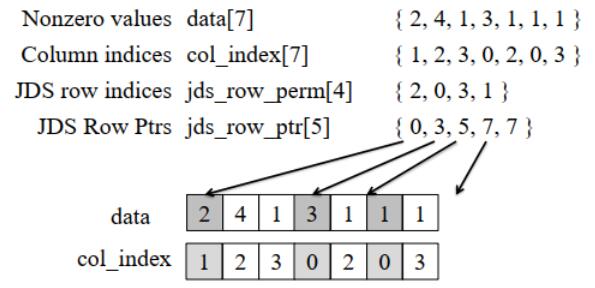 Nonzero values data[7] { 2, 4, 1, 3, 1, 1, 1 }
Column indices col_index[7] { 1, 2, 3, 0, 2, 0, 3 }
JDS row indices jds_row_perm[4] { 2, 0, 3, 1 }
JDS Row Ptrs jds_row_ptr[5] { 0, 3, 5, 7, 7 }
data 2 4 1 3 1 1 1
col_index 1 2 3 0 2 0 3